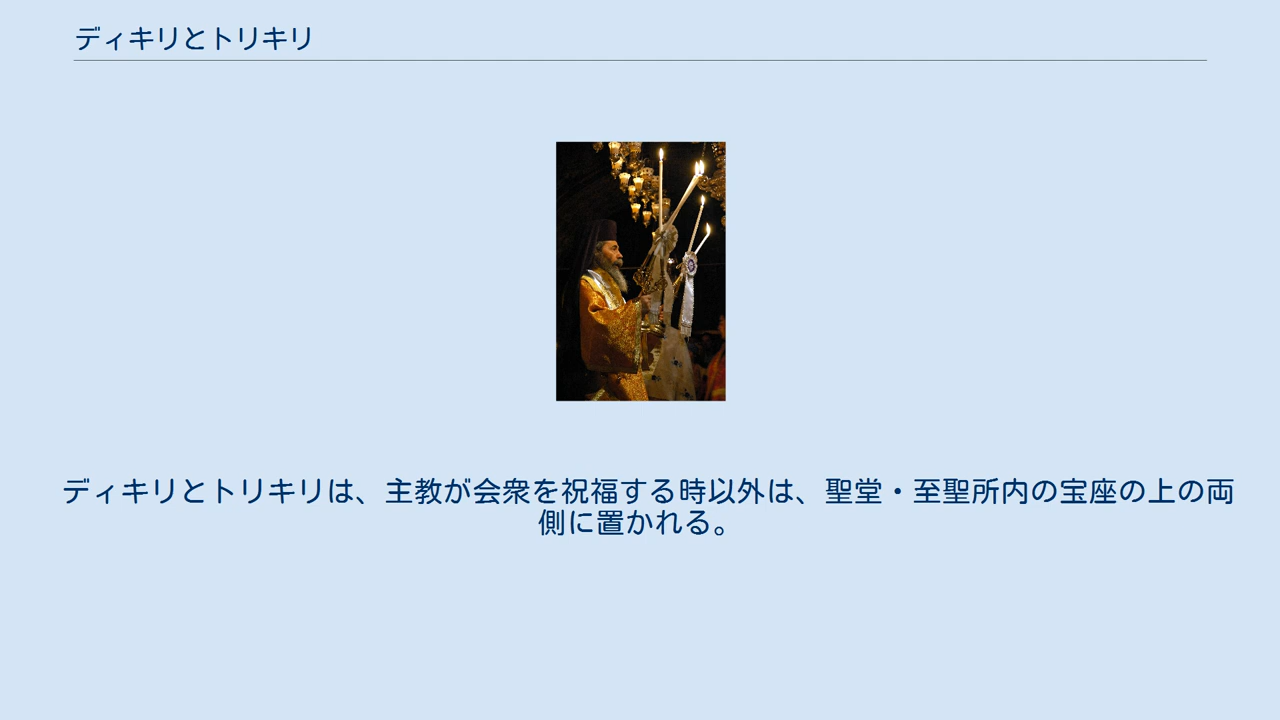 ディキリとトリキリ
ディキリとトリキリは、主教が会衆を祝福する時以外は、聖堂・至聖所内の宝座の上の両
側に置かれる。